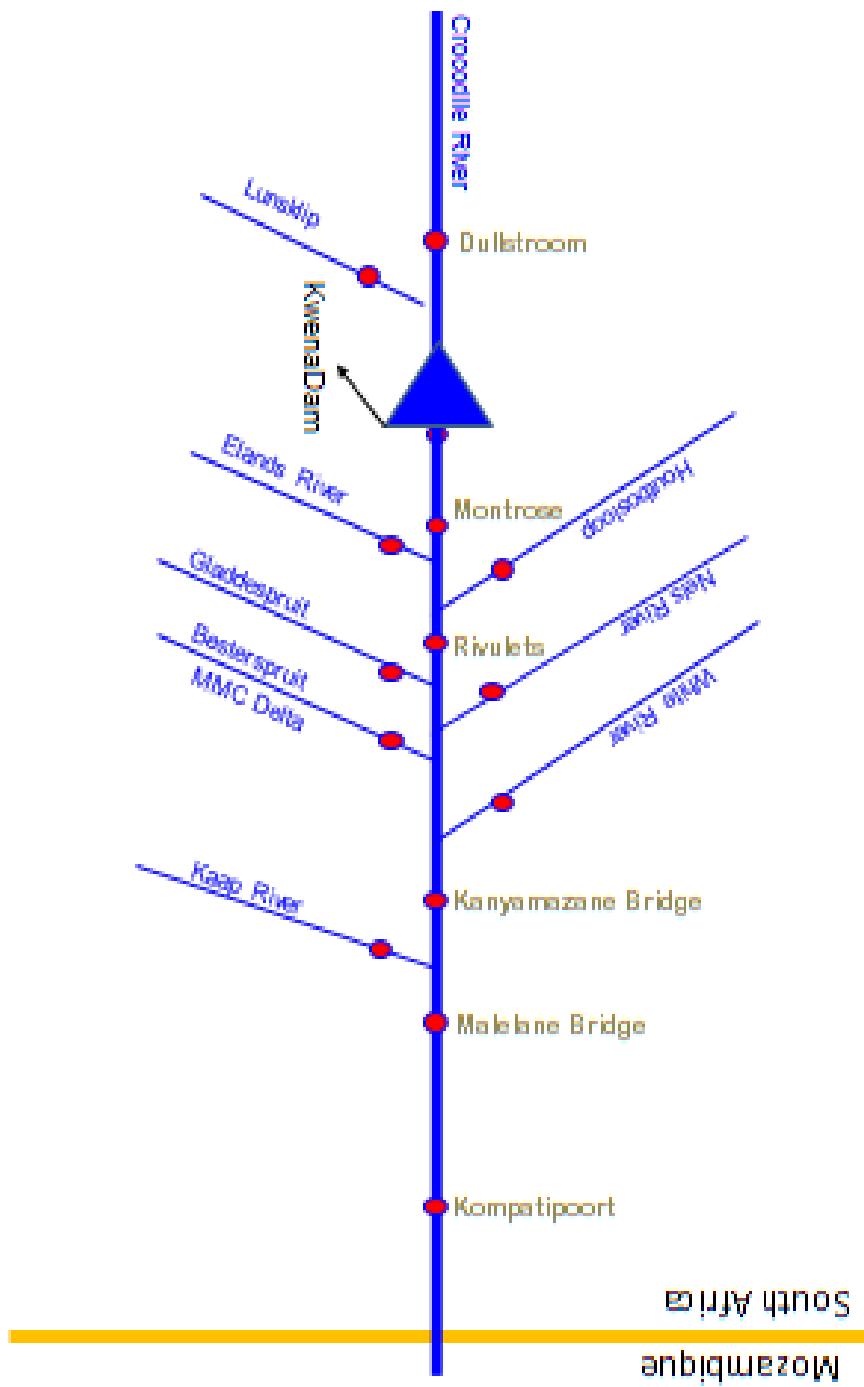 Crocodile River
Lunsklip
Dullstroom
KwenaDam
Elands River
Montrose
Houtbosloop
Gladdespruit
Nels River
Rivulets
Besterspruit
MMC Dalta
White River
Kaap River
Kanyamazane Bridge
Malelane Bridge
Kompatipoort
South Africa
Mozambique